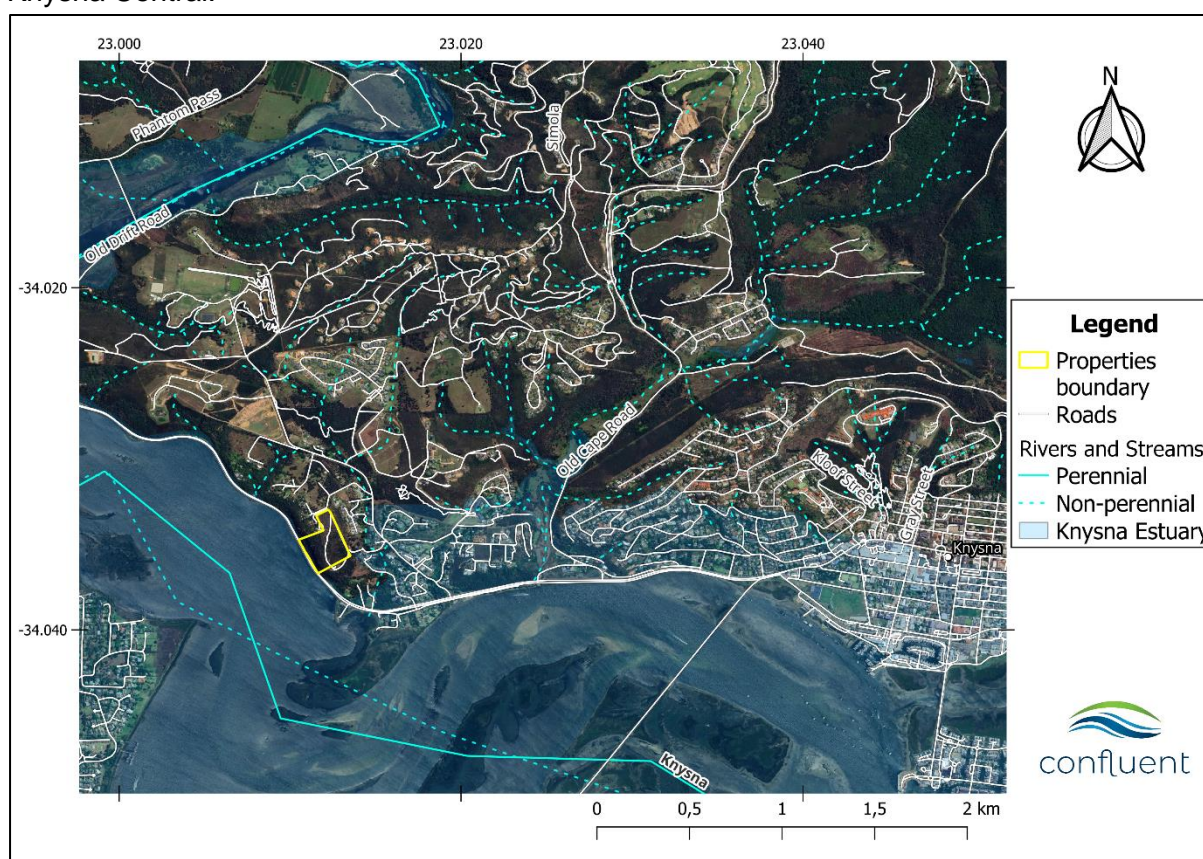 Knysna Central.
23.000
23.020
23.040
N
Phantom Pass
Simola
Old Drift Road
-34.020
Legend
Properties
boundary
Roads
Rivers and Streams
Perennial
Non-perennial
Knysna Estuary
Old Cape Road
Kloof Street
Gray Street
Knysna
-34.040
Knysna
confluent
0
0,5
1
1,5
2 km